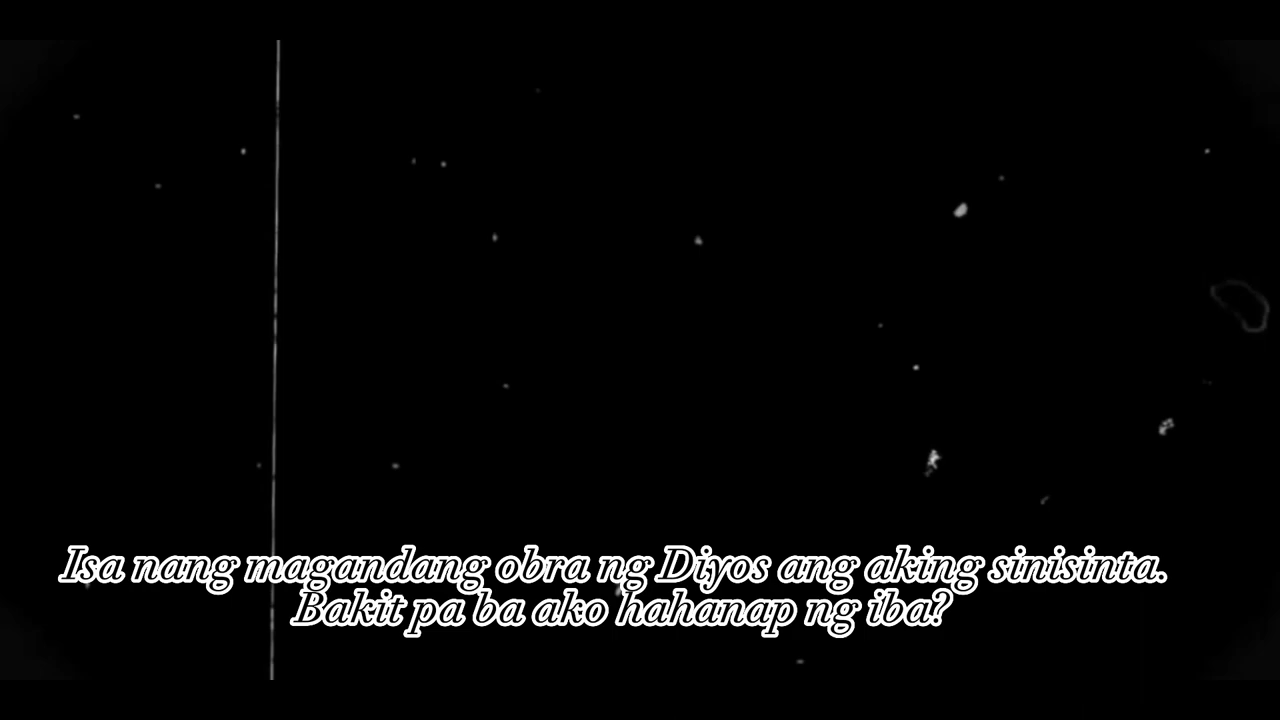 Isa nang magandang obra ng Diyos ang aking sinisinta.
Bakit pa ba ako hahanap ng iba?